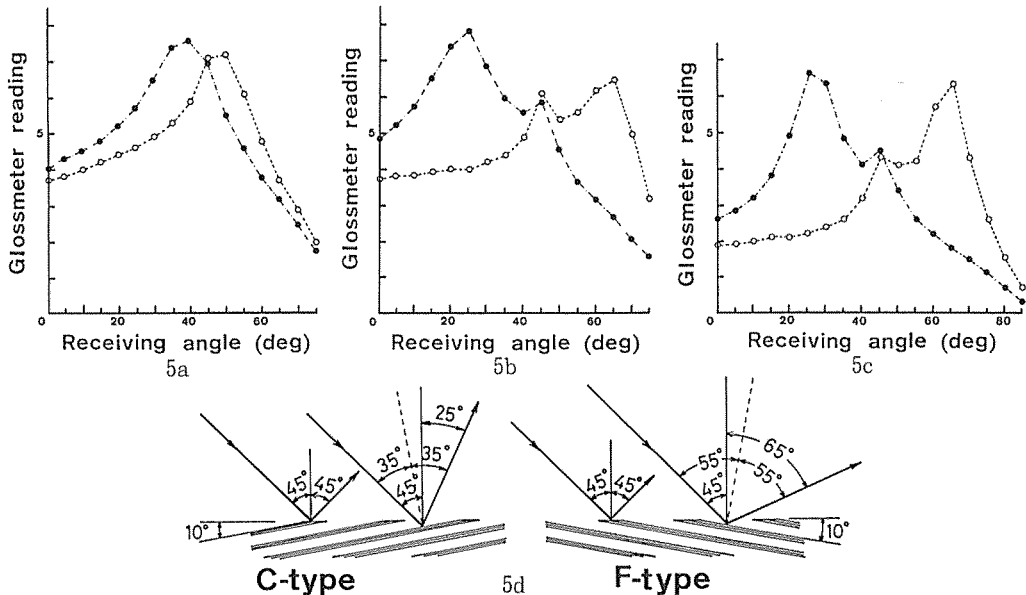 Glossmeter reading
5
0 20 40 60
Receiving angle (deg)
5a
Glossmeter reading
5
0 20 40 60
Receiving angle (deg)
5b
Glossmeter reading
5
0 20 40 60 80
Receiving angle (deg)
5c
25°
35° 35°
45° 45° 45°
10°
C-type
5d
65°
55° 55°
45° 45° 45°
10°
F-type